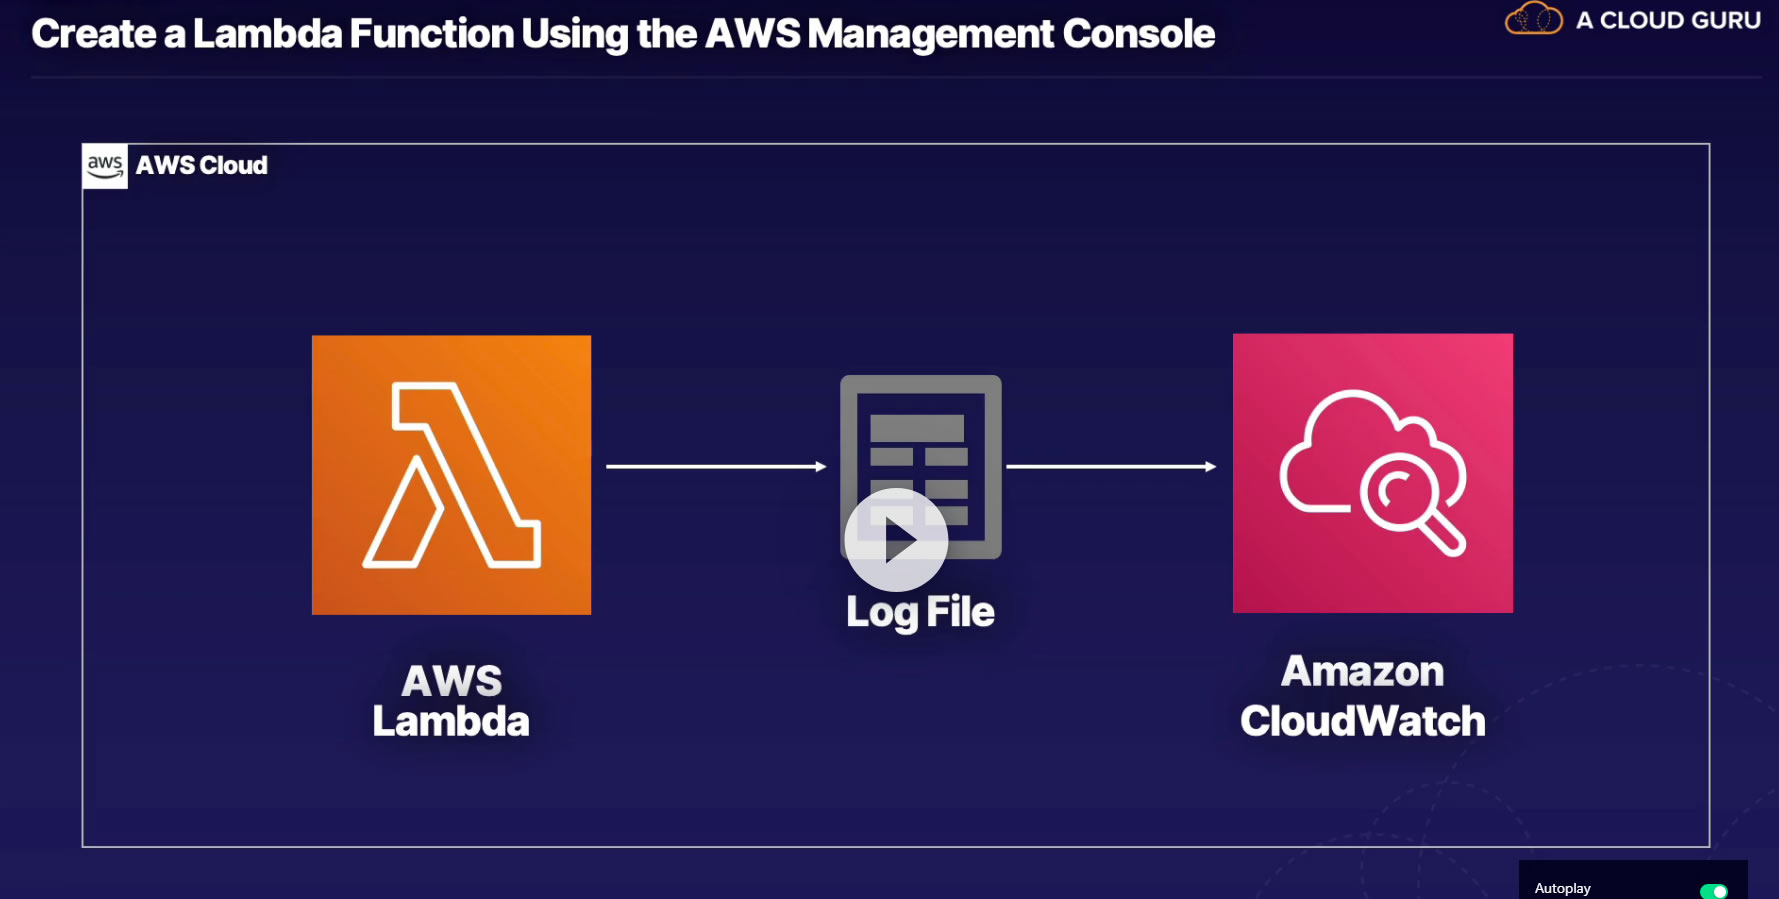 Create a Lambda Function Using the AWS Management Console
A CLOUD GURU
aws
AWS Cloud
Log File
AWS
Lambda
Amazon
CloudWatch
Autoplay